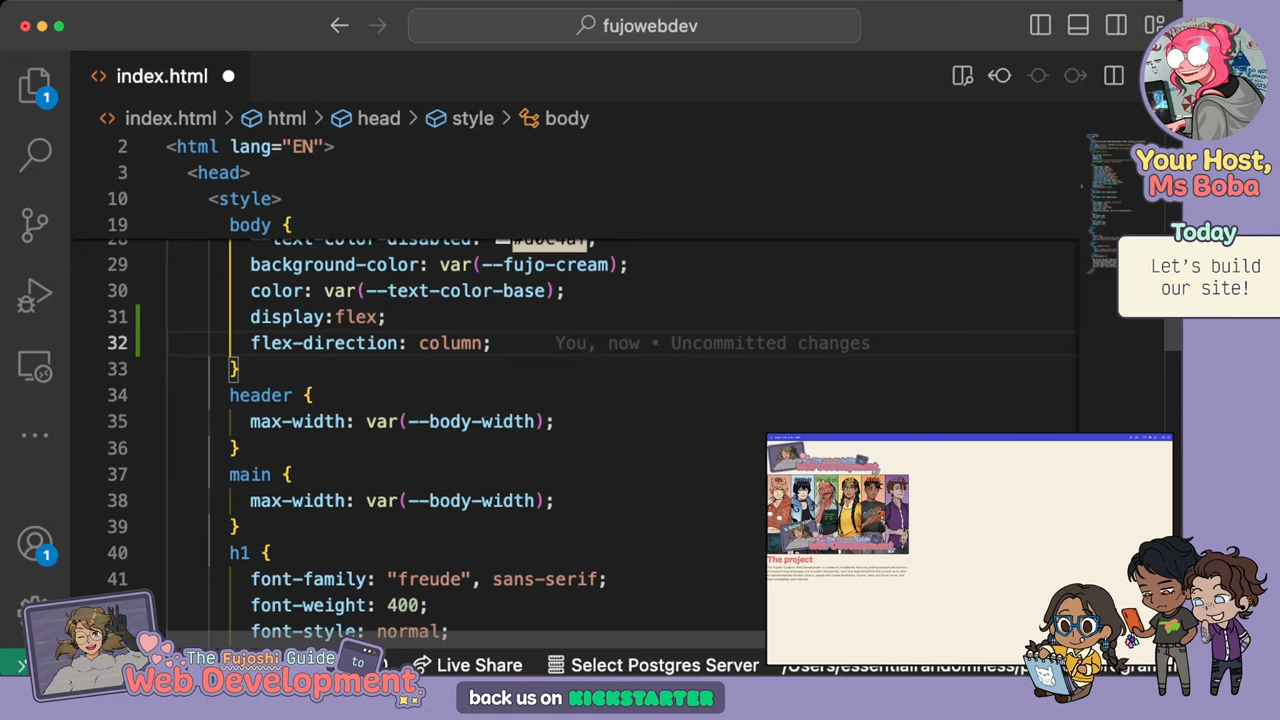 fujowebdev
index.html
index.html > html > head > style > body
2 <html lang="EN">
3 <head>
10 <style>
19 body {
29 background-color: var(--fujo-cream);
30 color: var(--text-color-base);
31 display:flex;
32 flex-direction: column; You, now • Uncommitted changes
33 }
34 header {
35 max-width: var(--body-width);
36 }
37 main {
38 max-width: var(--body-width);
39 }
40 h1 {
41 font-family: "freude", sans-serif;
font-weight: 400;
font-style: normal;
1
1
Your Host,
Ms Boba
Today
Let's build
our site!
Web Development
The project
The Fujoshi Guide
to
Web Development
Live Share
Select Postgres Server
back us on KICKSTARTER